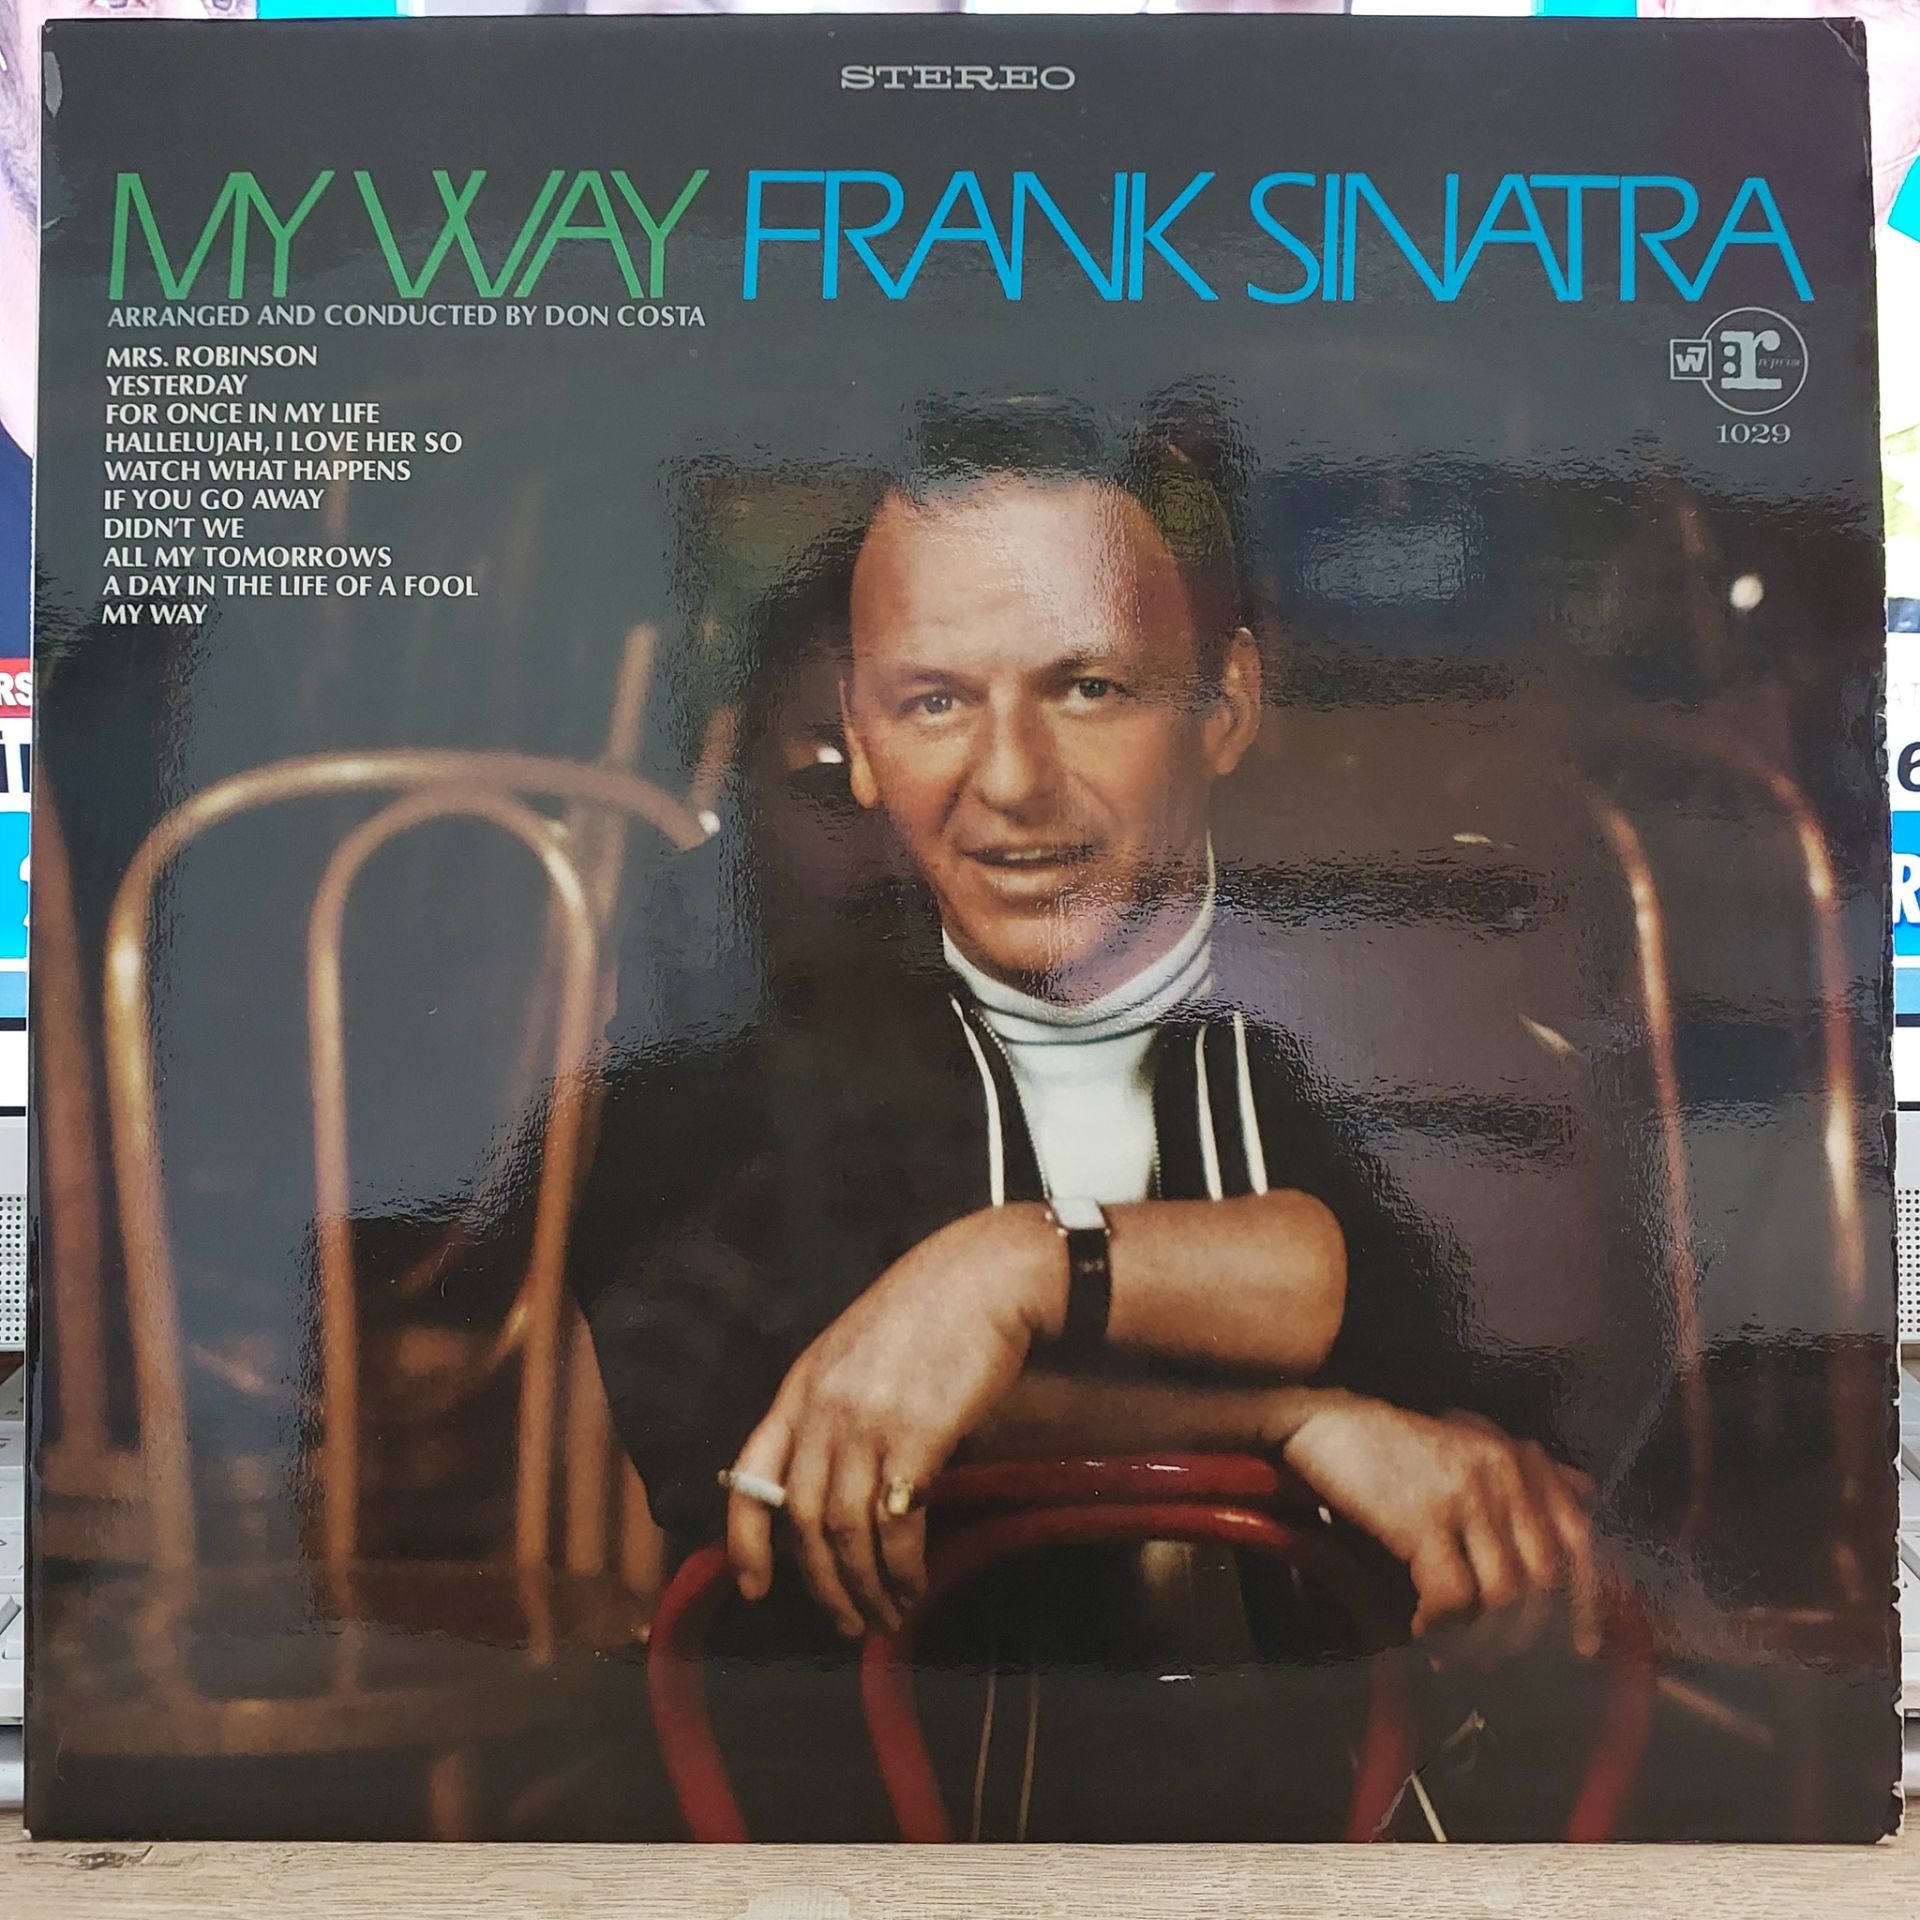 STEREO
MY WAY FRANK SINATRA
ARRANGED AND CONDUCTED BY DON COSTA
MRS. ROBINSON
YESTERDAY
FOR ONCE IN MY LIFE
HALLELUJAH, I LOVE HER SO
WATCH WHAT HAPPENS
IF YOU GO AWAY
DIDN'T WE
ALL MY TOMORROWS
A DAY IN THE LIFE OF A FOOL
MY WAY
W7 :r reprise
1029